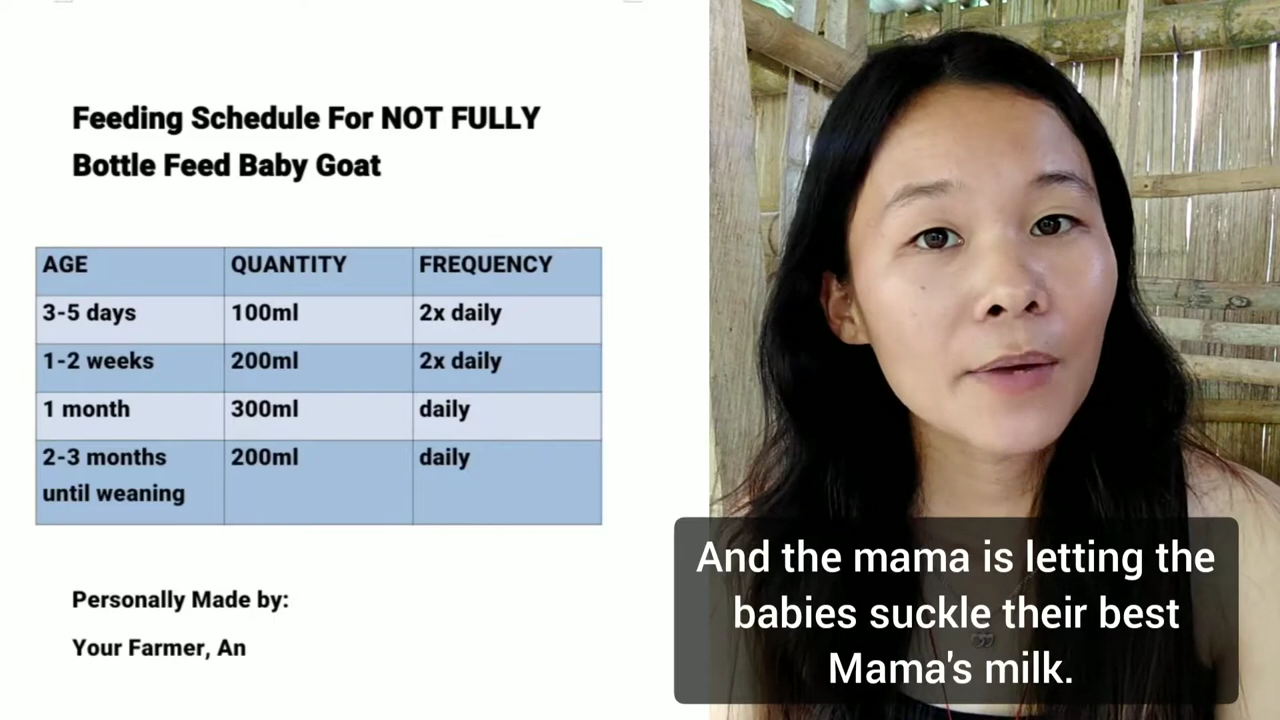 Feeding Schedule For NOT FULLY
Bottle Feed Baby Goat
AGE QUANTITY FREQUENCY
3-5 days 100ml 2x daily
1-2 weeks 200ml 2x daily
1 month 300ml daily
2-3 months 200ml daily
until weaning
Personally Made by:
Your Farmer, An
And the mama is letting the
babies suckle their best
Mama's milk.